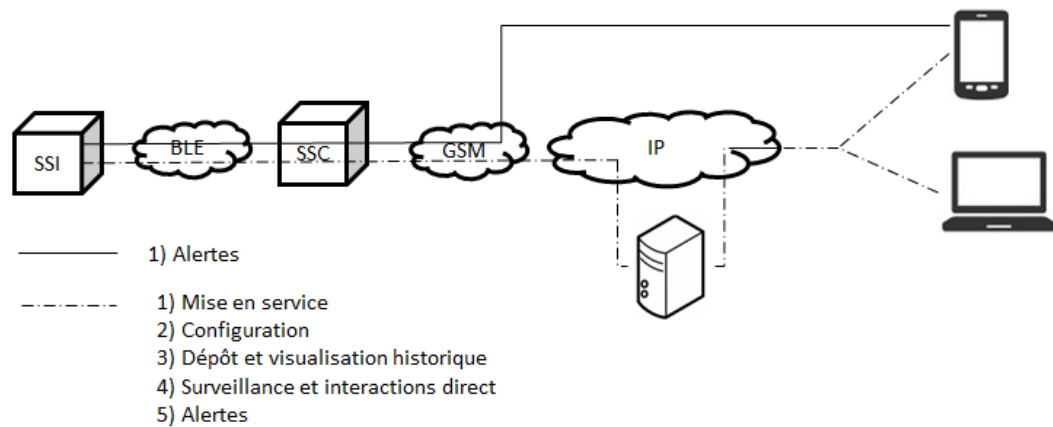 SSI
BLE
SSC
GSM
IP
1) Alertes
1) Mise en service
2) Configuration
3) Dépôt et visualisation historique
4) Surveillance et interactions direct
5) Alertes